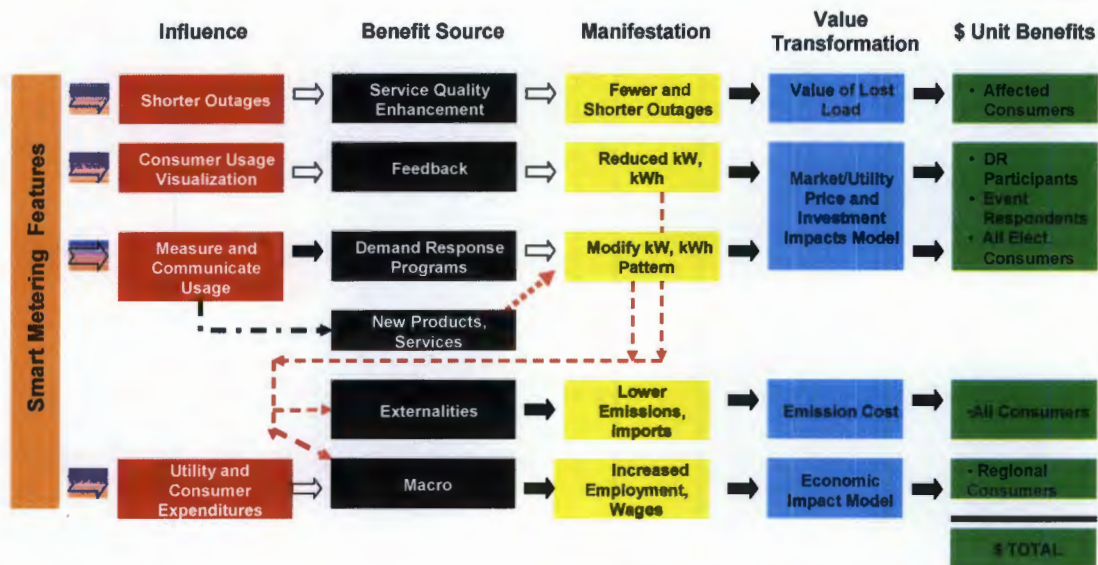 Influence
Benefit Source
Manifestation
Value
Transformation
$ Unit Benefits
Smart Metering Features
Shorter Outages
Service Quality
Enhancement
Fewer and
Shorter Outages
Value of Lost
Load
• Affected
Consumers
Consumer Usage
Visualization
Feedback
Reduced kW,
kWh
Market/Utility
Price and
Investment
Impacts Model
• DR
Participants
• Event
Respondents
• All Elect.
Consumers
Measure and
Communicate
Usage
Demand Response
Programs
Modify kW, kWh
Pattern
New Products,
Services
Externalities
Lower
Emissions,
Imports
Emission Cost
-All Consumers
Utility and
Consumer
Expenditures
Macro
Increased
Employment,
Wages
Economic
Impact Model
- Regional
Consumers
$ TOTAL